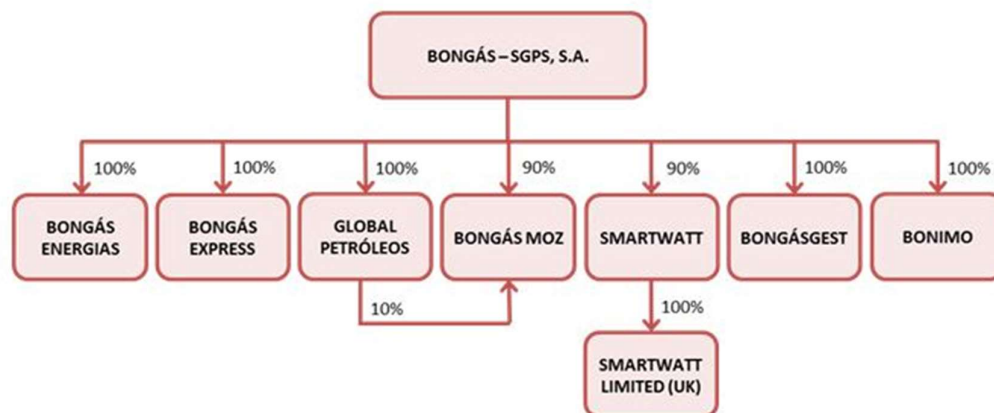 BONGÁS – SGPS, S.A.
100%
100%
100%
90%
90%
100%
100%
BONGÁS
ENERGIAS
BONGÁS
EXPRESS
GLOBAL
PETRÓLEOS
BONGÁS MOZ
SMARTWATT
BONGÁSGEST
BONIMO
10%
100%
SMARTWATT
LIMITED (UK)